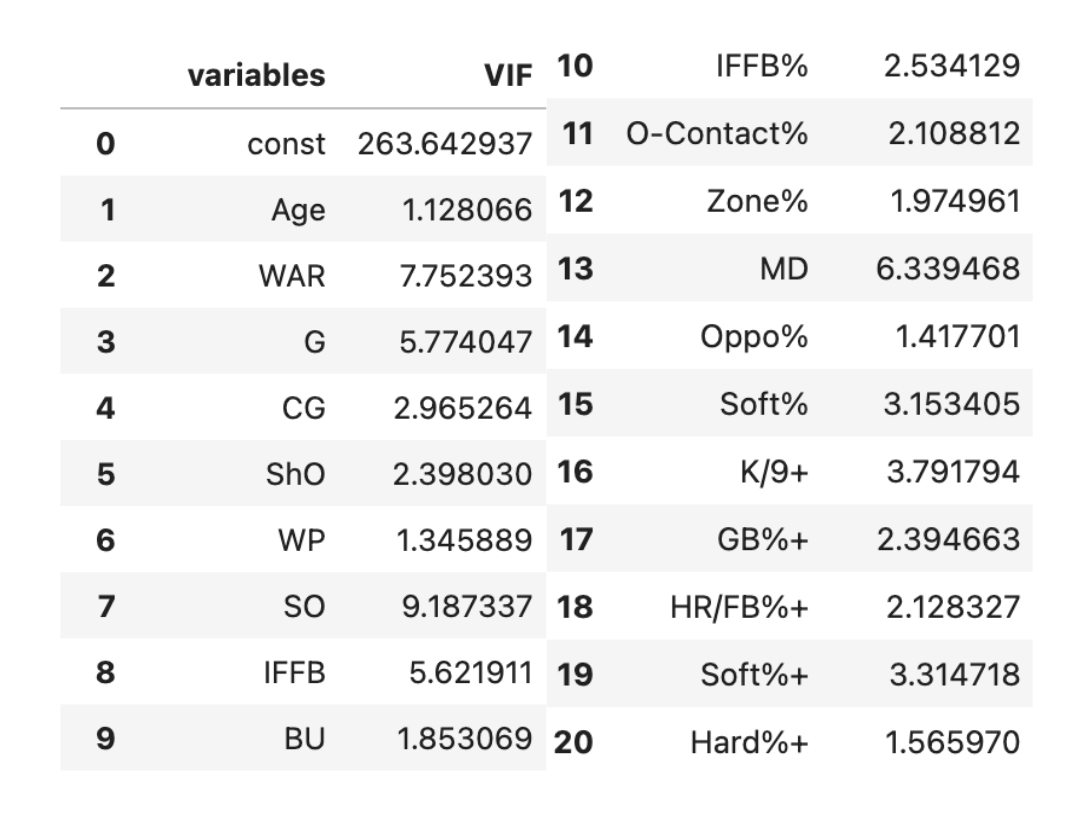 variables VIF
0 const 263.642937
1 Age 1.128066
2 WAR 7.752393
3 G 5.774047
4 CG 2.965264
5 ShO 2.398030
6 WP 1.345889
7 SO 9.187337
8 IFFB 5.621911
9 BU 1.853069
10 IFFB% 2.534129
11 O-Contact% 2.108812
12 Zone% 1.974961
13 MD 6.339468
14 Oppo% 1.417701
15 Soft% 3.153405
16 K/9+ 3.791794
17 GB%+ 2.394663
18 HR/FB%+ 2.128327
19 Soft%+ 3.314718
20 Hard%+ 1.565970